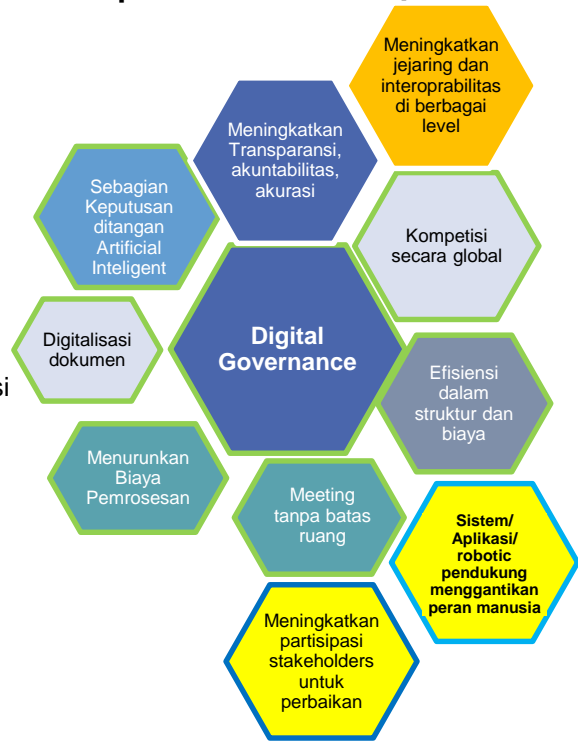 Meningkatkan
jejaring dan
interoprabilitas
di berbagai
level
Meningkatkan
Transparansi,
akuntabilitas,
akurasi
Sebagian
Keputusan
ditangan
Artificial
Inteligent
Kompetisi
secara global
Digital
Governance
Digitalisasi
dokumen
si
Efisiensi
dalam
struktur dan
biaya
Menurunkan
Biaya
Pemrosesan
Meeting
tanpa batas
ruang
Sistem/
Aplikasi/
robotic
pendukung
menggantikan
peran manusia
Meningkatkan
partisipasi
stakeholders
untuk
perbaikan